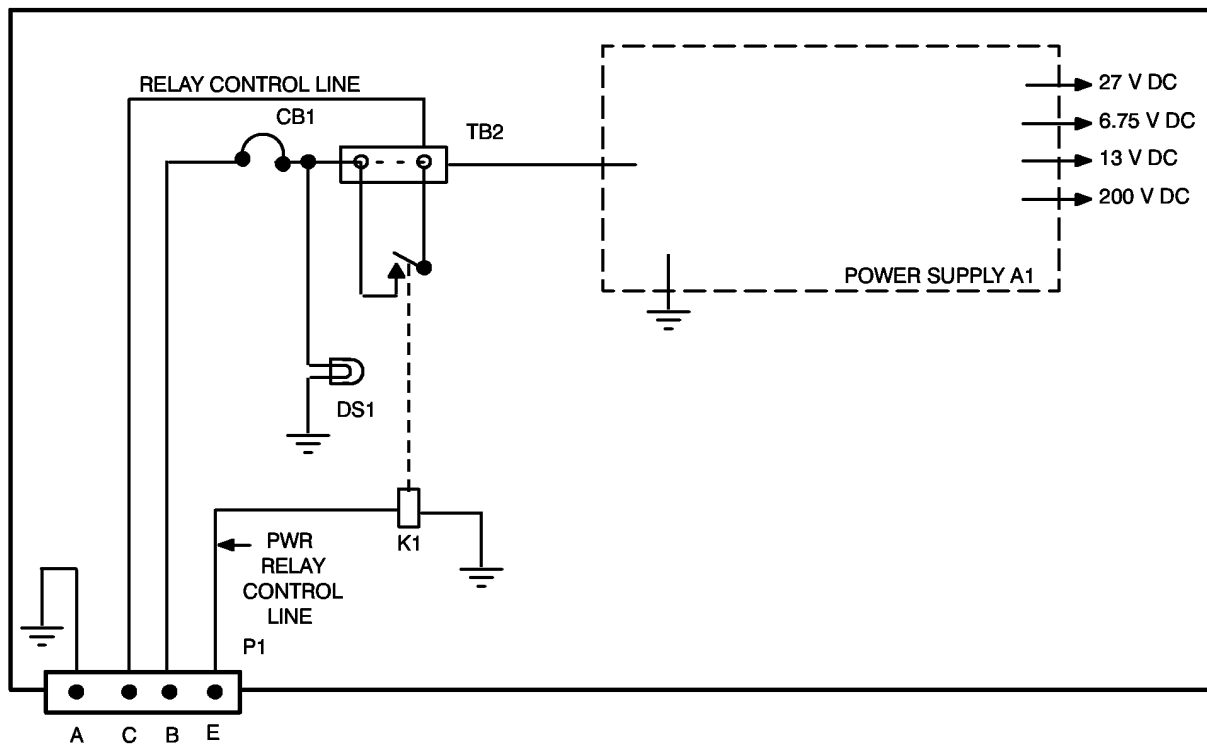 RELAY CONTROL LINE
CB1
TB2
27 V DC
6.75 V DC
13 V DC
200 V DC
POWER SUPPLY A1
DS1
K1
PWR
RELAY
CONTROL
LINE
P1
A C B E